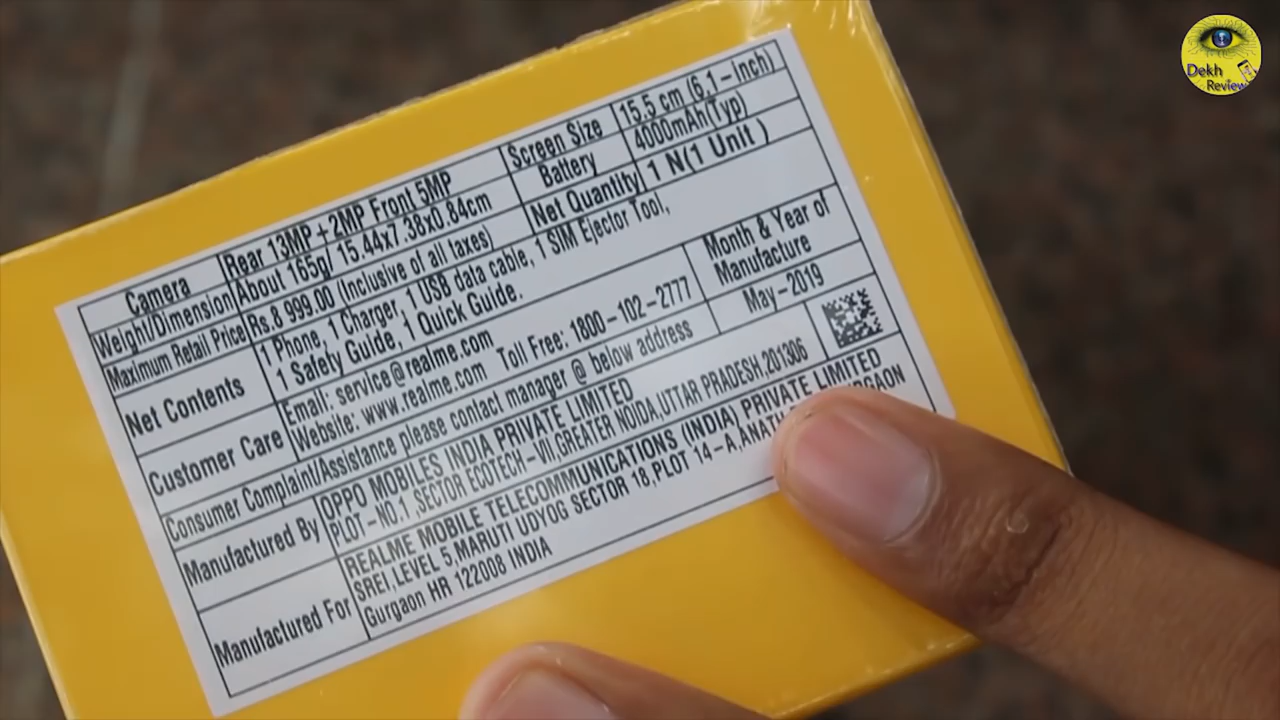 Camera Rear 13MP+2MP Front 5MP Screen Size 15.5 cm (6.1-inch)
Weight/Dimension About 165g/ 15.44x7.38x0.84cm Battery 4000mAh(Typ)
Maximum Retail Price Rs.8 999.00 (Inclusive of all taxes) Net Quantity 1 N(1 Unit )
Net Contents 1 Phone, 1 Charger, 1 USB data cable, 1 SIM Ejector Tool,
1 Safety Guide, 1 Quick Guide.
Customer Care Email: service@realme.com
Website: www.realme.com Toll Free: 1800-102-2777
Month & Year of
Manufacture
Consumer Complaint/Assistance please contact manager @ below address
May-2019
Manufactured By OPPO MOBILES INDIA PRIVATE LIMITED
PLOT-NO.1,SECTOR ECOTECH-VII,GREATER NOIDA,UTTAR PRADESH,201306
Manufactured For REALME MOBILE TELECOMMUNICATIONS (INDIA) PRIVATE LIMITED
SREI,LEVEL 5,MARUTI UDYOG SECTOR 18,PLOT 14-A,
Gurgaon HR 122008 INDIA
Dekh
Review